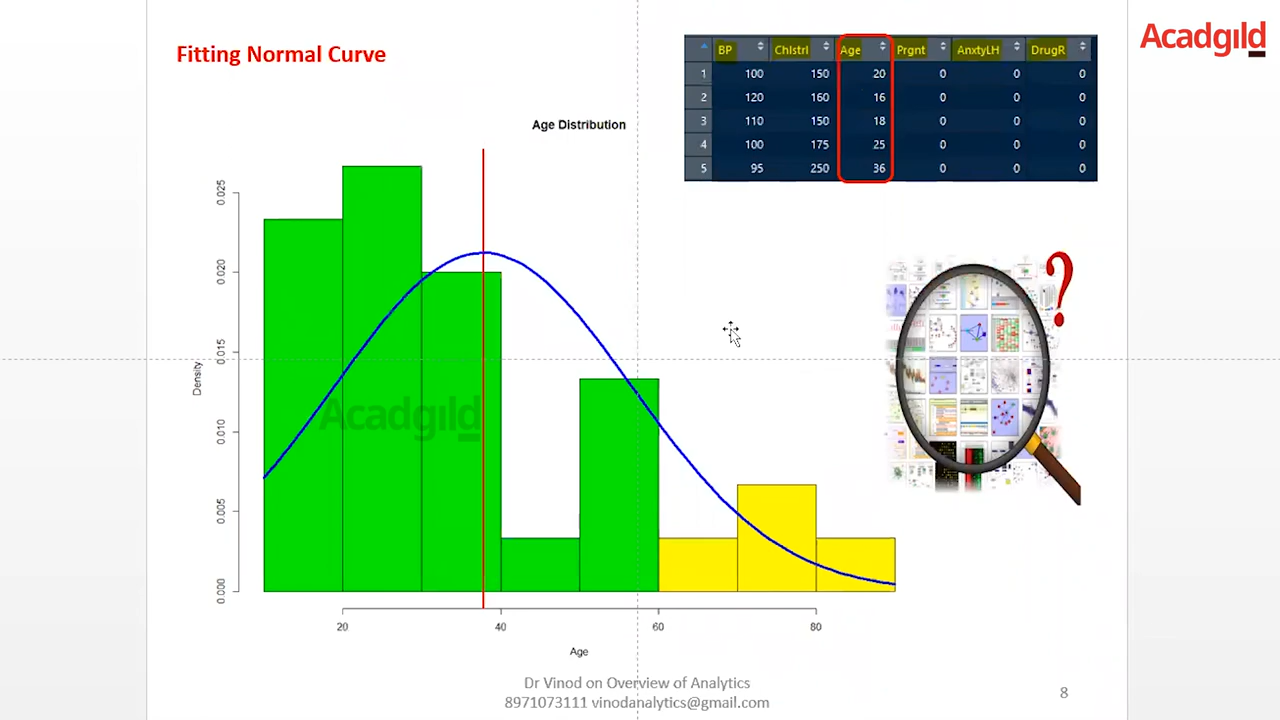 Fitting Normal Curve
Acadgild
BP Chlstrl Age Prgnt AnxtyLH DrugR
1 100 150 20 0 0 0
2 120 160 16 0 0 0
3 110 150 18 0 0 0
4 100 175 25 0 0 0
5 95 250 36 0 0 0
Age Distribution
0.025
0.020
0.015
0.010
0.005
0.000
Density
Acadgild
?
20 40 60 80
Age
Dr Vinod on Overview of Analytics
8971073111 vinodanalytics@gmail.com
8